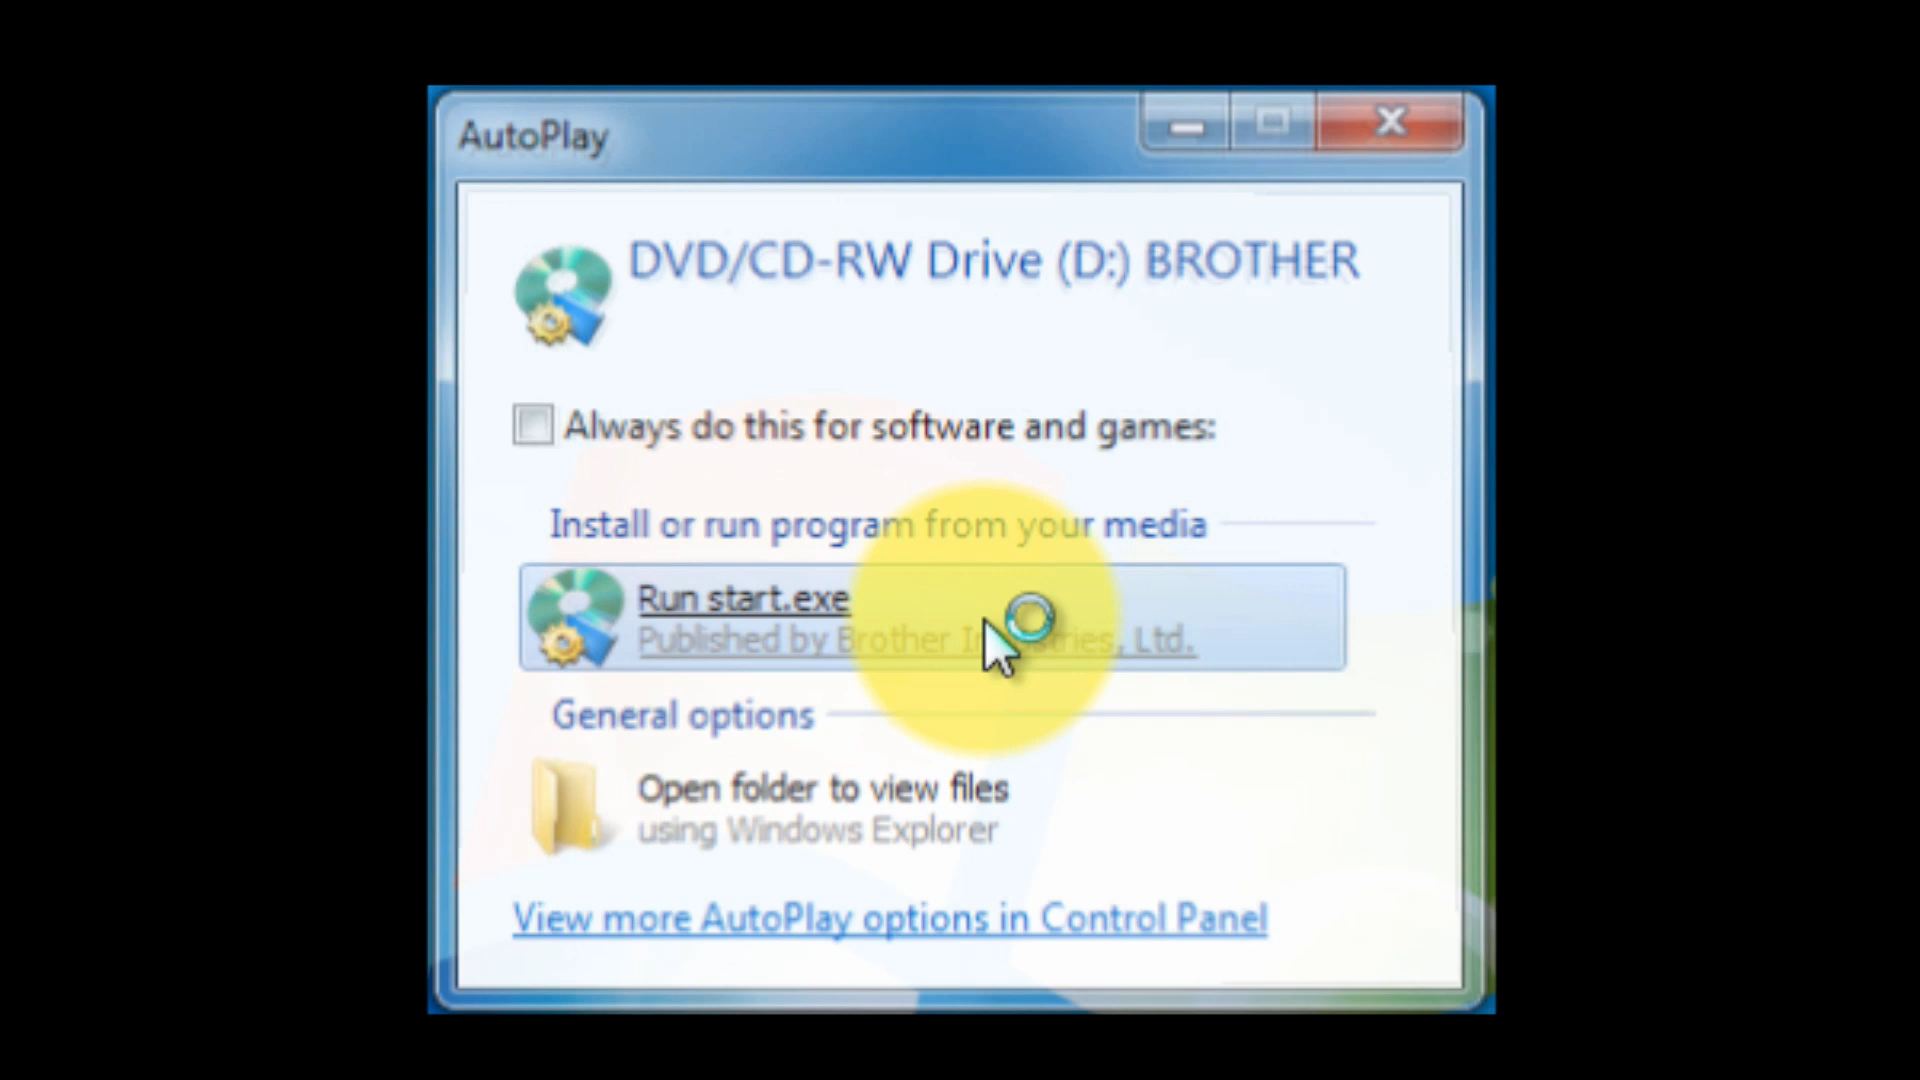 AutoPlay
DVD/CD-RW Drive (D:) BROTHER
Always do this for software and games:
Install or run program from your media
Run start.exe
Published by Brother Industries, Ltd.
General options
Open folder to view files
using Windows Explorer
View more AutoPlay options in Control Panel